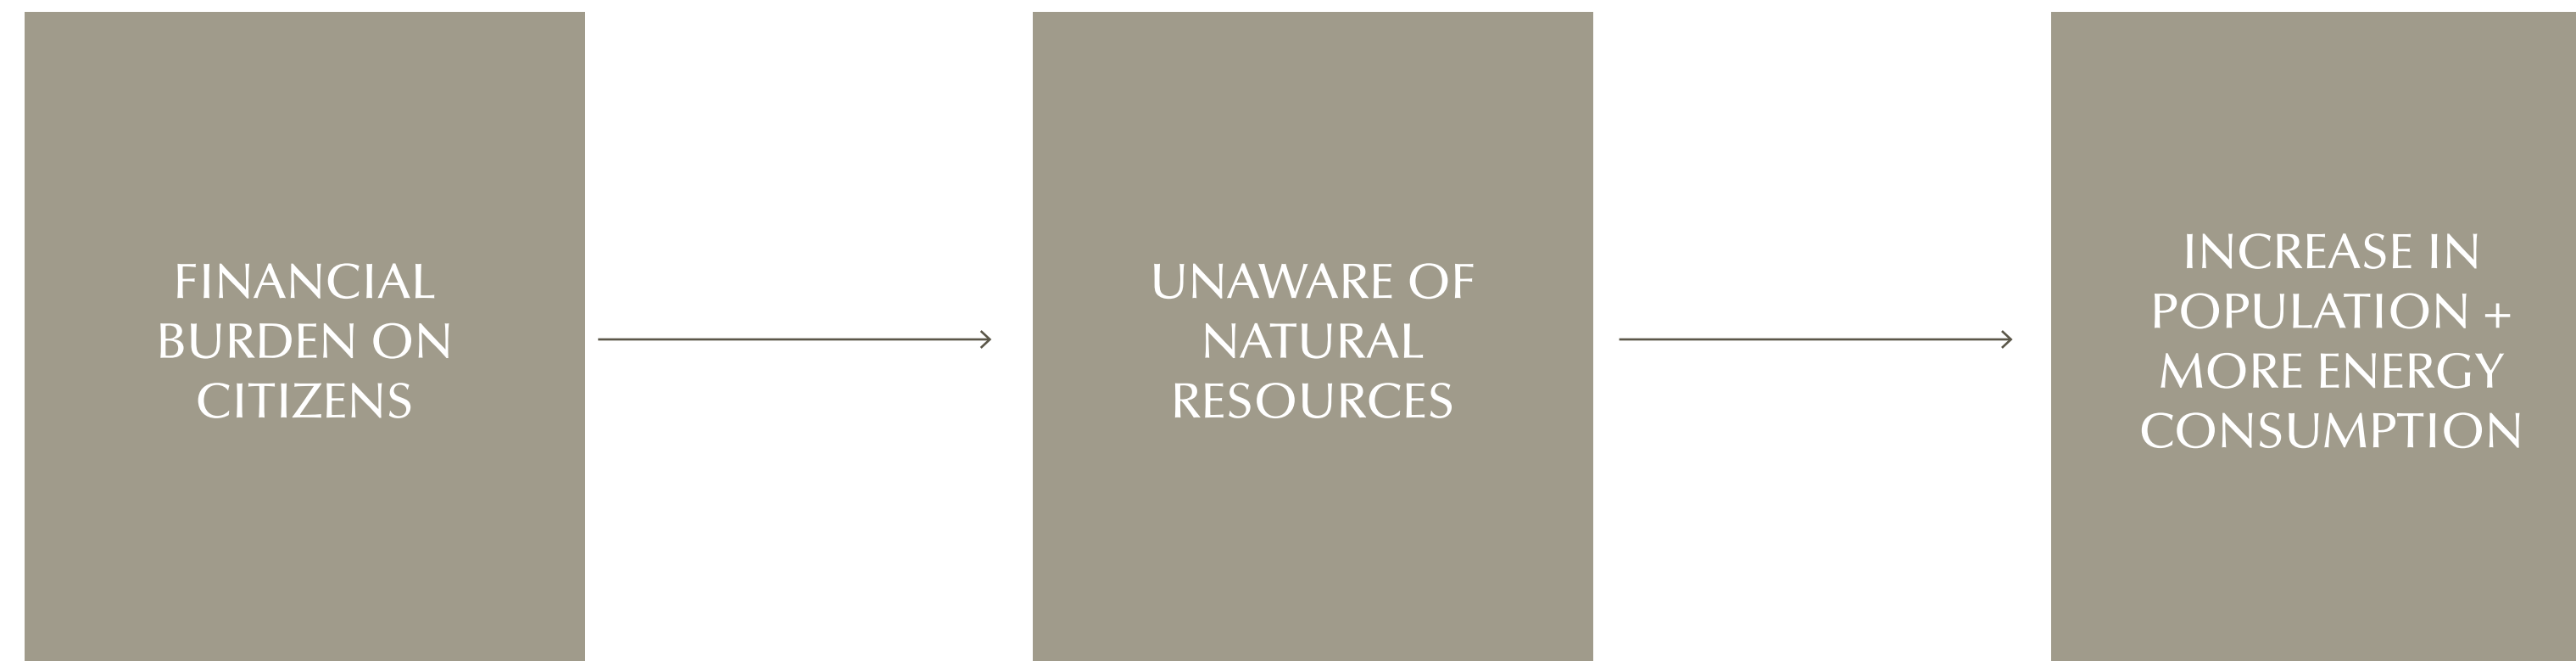 FINANCIAL
BURDEN ON
CITIZENS
UNAWARE OF
NATURAL
RESOURCES
INCREASE IN
POPULATION +
MORE ENERGY
CONSUMPTION